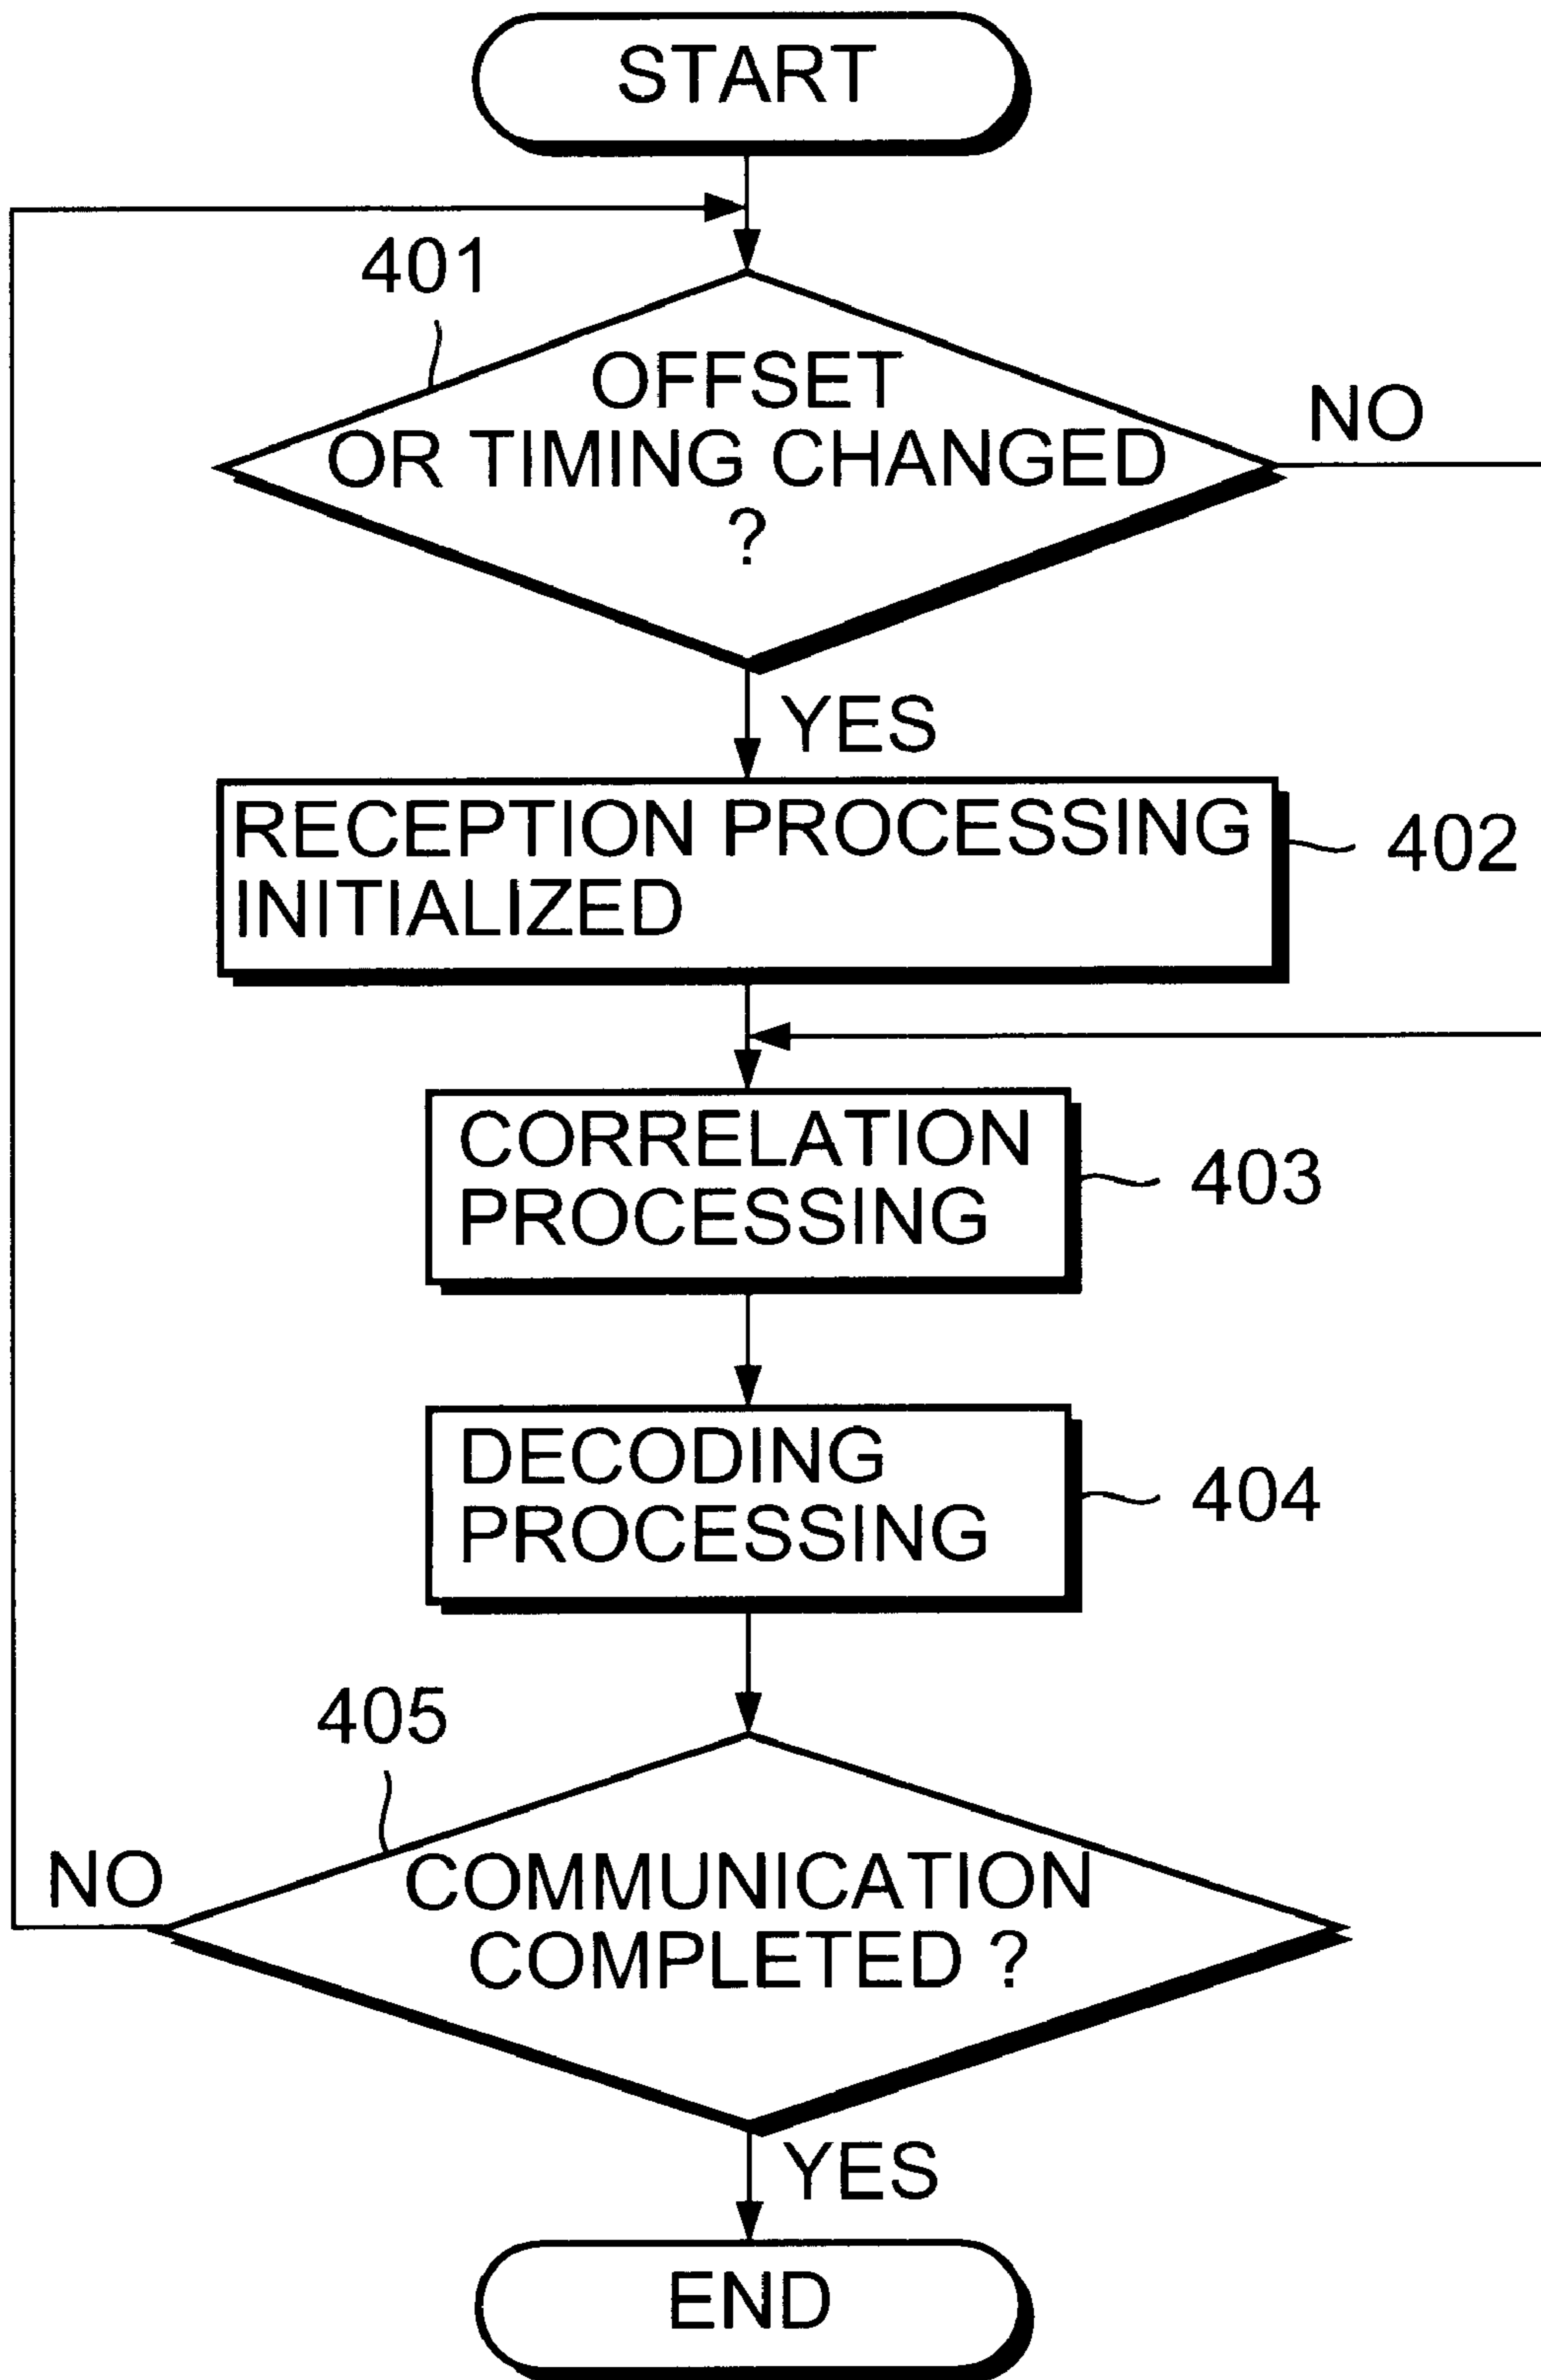 START
401
OFFSET
OR TIMING CHANGED
?
NO
YES
RECEPTION PROCESSING
INITIALIZED
402
CORRELATION
PROCESSING
403
DECODING
PROCESSING
404
405
NO
COMMUNICATION
COMPLETED ?
YES
END